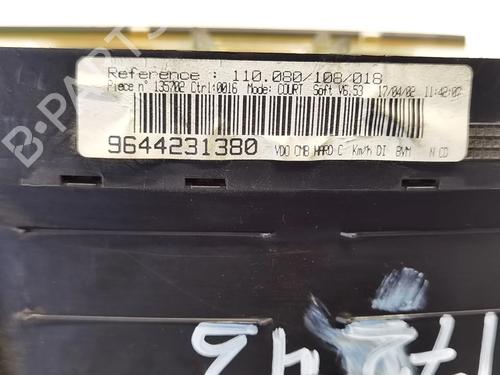 B-PARTS
Reference : 110.080/108/018
Piece n° 135702 Ctrl:0016 Mode: COURT Soft V6.53 17/04/02 11:42:07
9644231380 VDO CMB HARD C Km/h DI BVM N CD